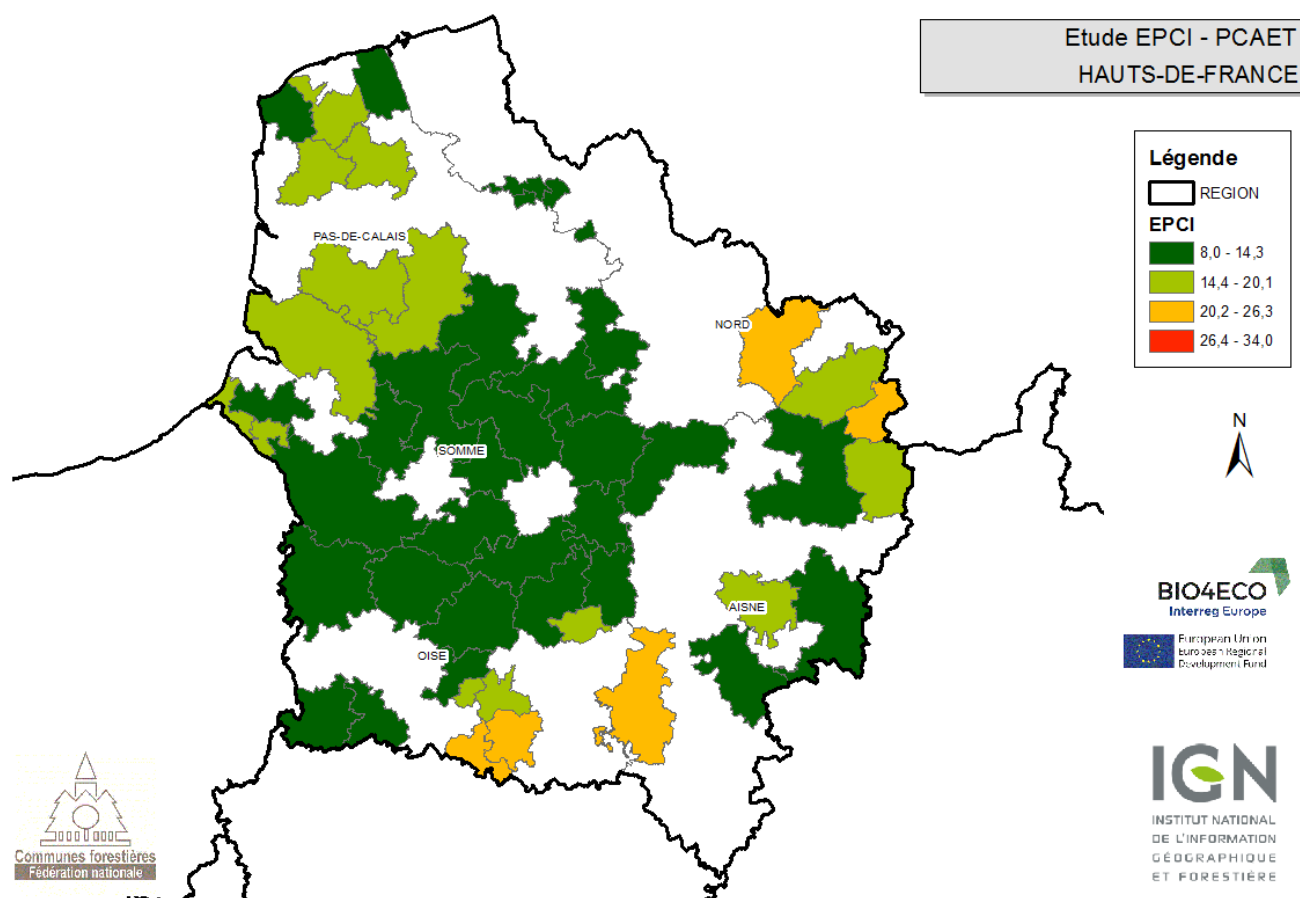 Etude EPCI - PCAET
HAUTS-DE-FRANCE
Légende
REGION
EPCI
8,0 - 14,3
14,4 - 20,1
20,2 - 26,3
26,4 - 34,0
N
PAS-DE-CALAIS
NORD
SOMME
AISNE
OISE
BIO4ECO
Interreg Europe
European Union
European Regional
Development Fund
IGN
INSTITUT NATIONAL
DE L'INFORMATION
GÉOGRAPHIQUE
ET FORESTIÈRE
Communes forestières
Fédération nationale